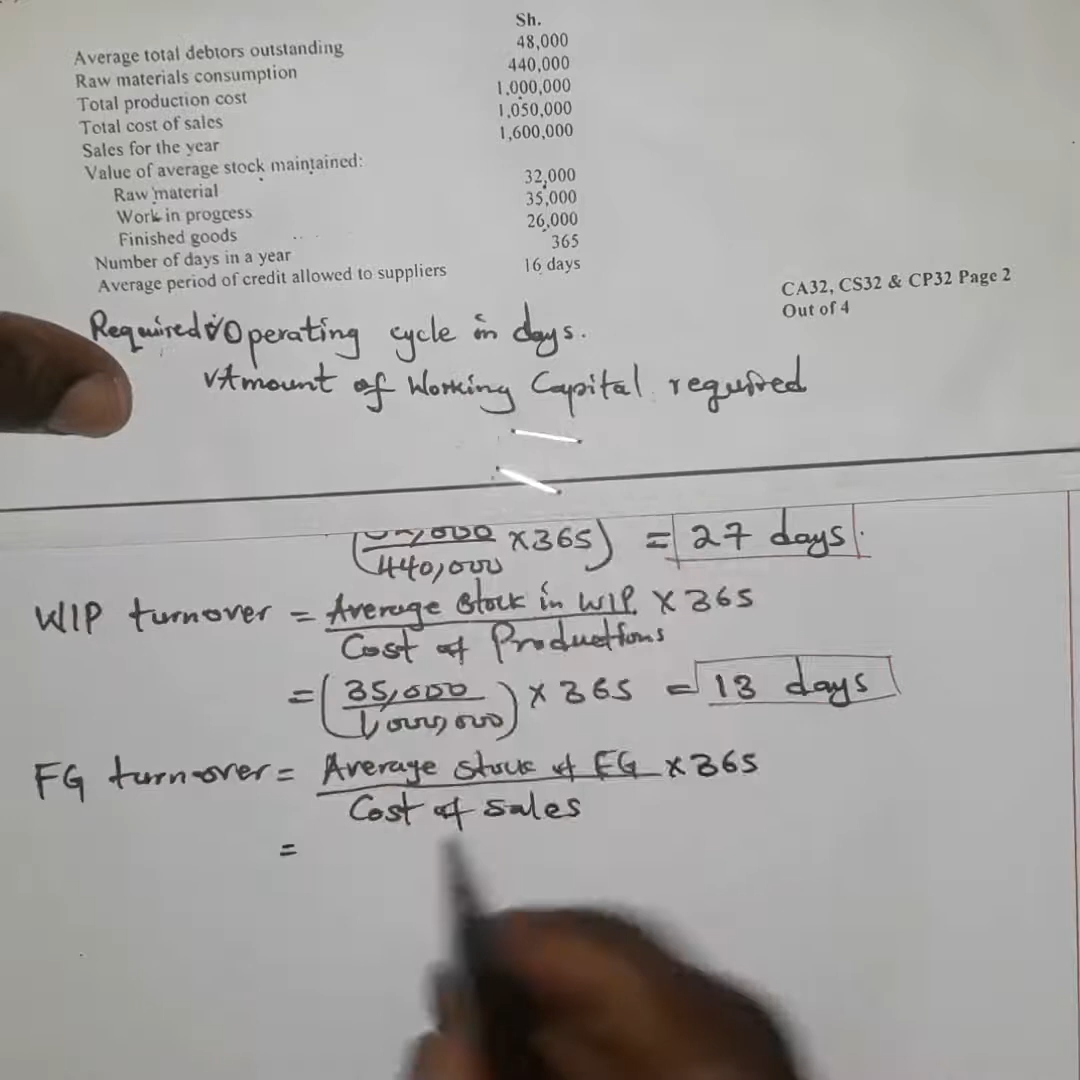 Sh.
Average total debtors outstanding 48,000
Raw materials consumption 440,000
Total production cost 1,000,000
Total cost of sales 1,050,000
Sales for the year 1,600,000
Value of average stock maintained:
Raw material 32,000
Work in progress 35,000
Finished goods 26,000
Number of days in a year 365
Average period of credit allowed to suppliers 16 days
CA32, CS32 & CP32 Page 2
Out of 4
Required Operating cycle in days.
Amount of Working Capital required
440,000 ×365) = 27 days
WIP turnover = Average Stock in WIP × 365
Cost of Productions
= (35,000 / 1,000,000) × 365 = 13 days
FG turnover = Average stock of FG × 365
Cost of sales
=